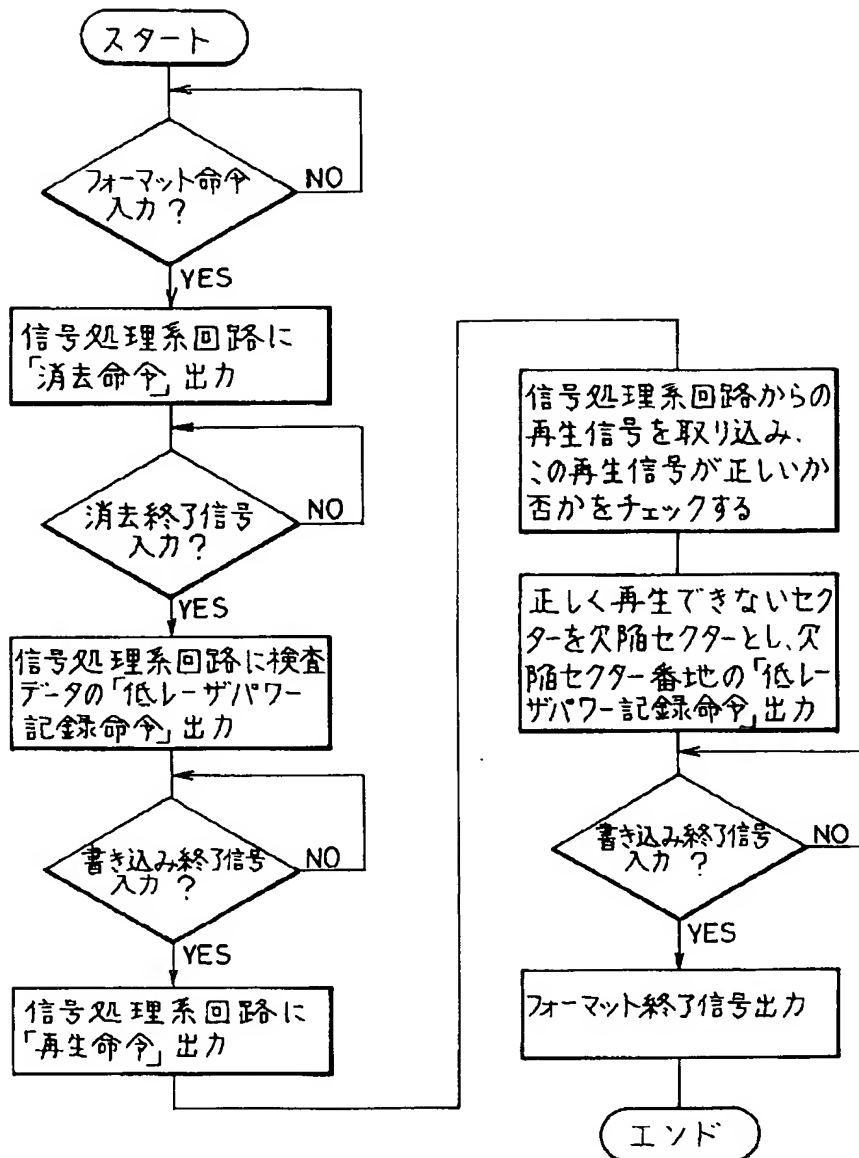 スタート
フォーマット命令
入力?
NO
YES
信号処理系回路に
「消去命令」出力
消去終了信号
入力?
NO
YES
信号処理系回路に検査
データの「低レーザパワー
記録命令」出力
書き込み終了信号
入力?
NO
YES
信号処理系回路に
「再生命令」出力
信号処理系回路からの
再生信号を取り込み、
この再生信号が正しいか
否かをチェックする
正しく再生できないセク
ターを欠陥セクターとし、欠
陥セクター番地の「低レー
ザパワー記録命令」出力
書き込み終了信号
入力?
NO
YES
フォーマット終了信号出力
エンド